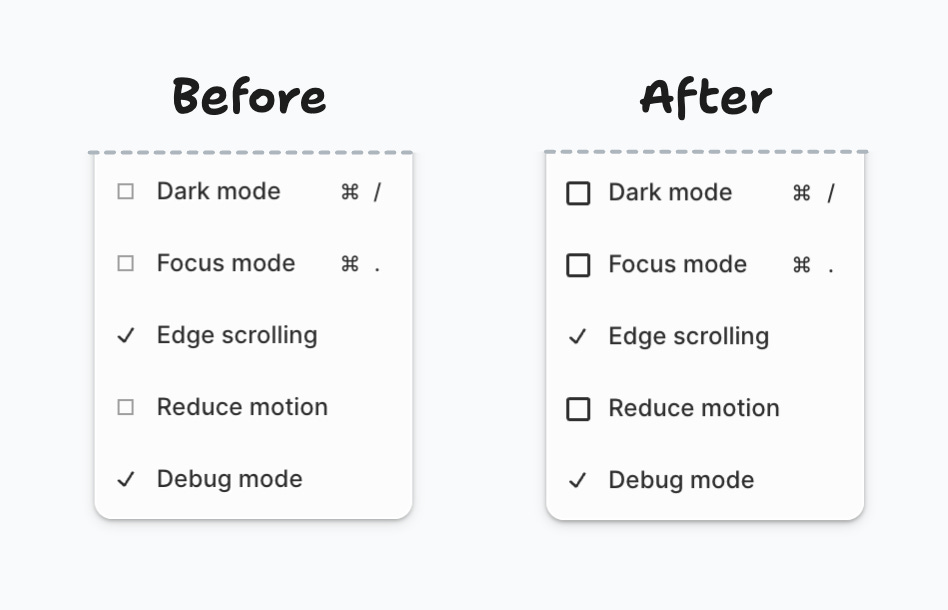 Before
Dark mode ⌘ /
Focus mode ⌘ .
Edge scrolling
Reduce motion
Debug mode
After
Dark mode ⌘ /
Focus mode ⌘ .
Edge scrolling
Reduce motion
Debug mode